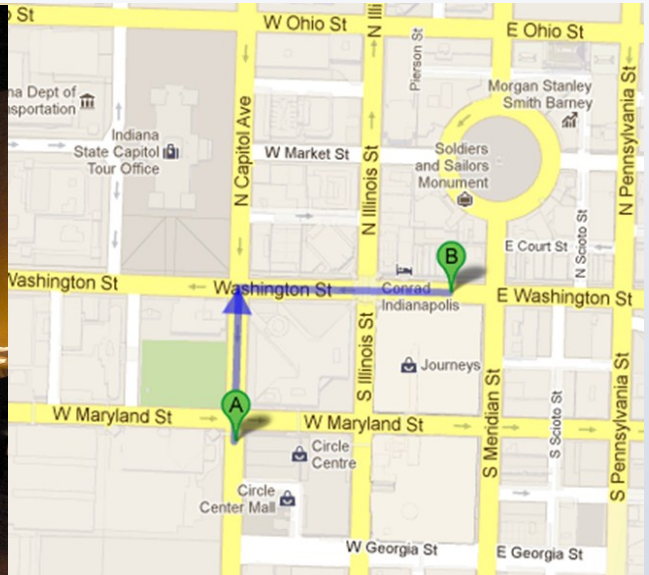 o St
W Ohio St
N Illi
E Ohio St
Pierson St
N Pennsylvania St
na Dept of
nsportation
Morgan Stanley
Smith Barney
Indiana
State Capitol
Tour Office
N Capitol Ave
W Market St
N Illinois St
Soldiers
and Sailors
Monument
N Scioto St
E Court St
B
Washington St
Washington St
Conrad
Indianapolis
E Washington St
S Illinois St
Journeys
S Meridian St
S Scioto St
S Pennsylvania St
A
W Maryland St
W Maryland St
Circle
Centre
Circle
Center Mall
W Georgia St
E Georgia St